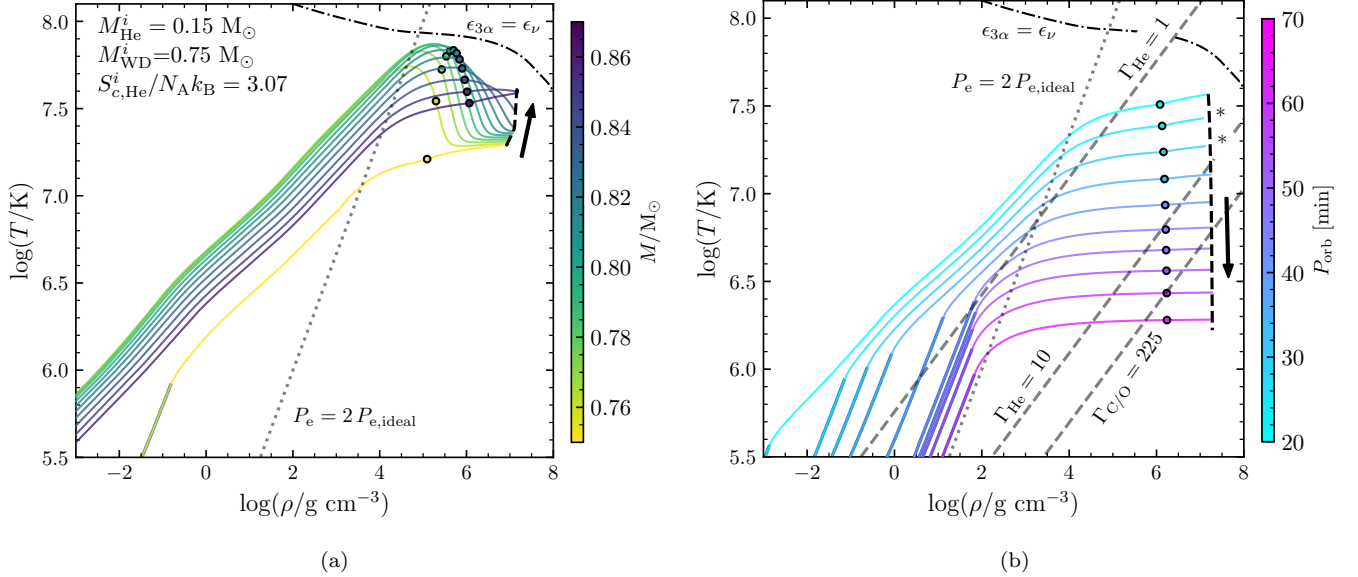 8.0
7.5
7.0
6.5
6.0
5.5
log(T/K)
−2
0
2
4
6
8
log(ρ/g cm⁻³)
M^i_He = 0.15 M⊙
M^i_WD=0.75 M⊙
S^i_c,He/N_A k_B = 3.07
ϵ_3α = ϵ_ν
P_e = 2 P_e,ideal
0.86
0.84
0.82
0.80
0.78
0.76
M/M⊙
(a)
8.0
7.5
7.0
6.5
6.0
5.5
log(T/K)
−2
0
2
4
6
8
log(ρ/g cm⁻³)
ϵ_3α = ϵ_ν
Γ_He = 1
P_e = 2 P_e,ideal
*
*
Γ_He = 10
Γ_C/O = 225
70
60
50
40
30
20
P_orb [min]
(b)